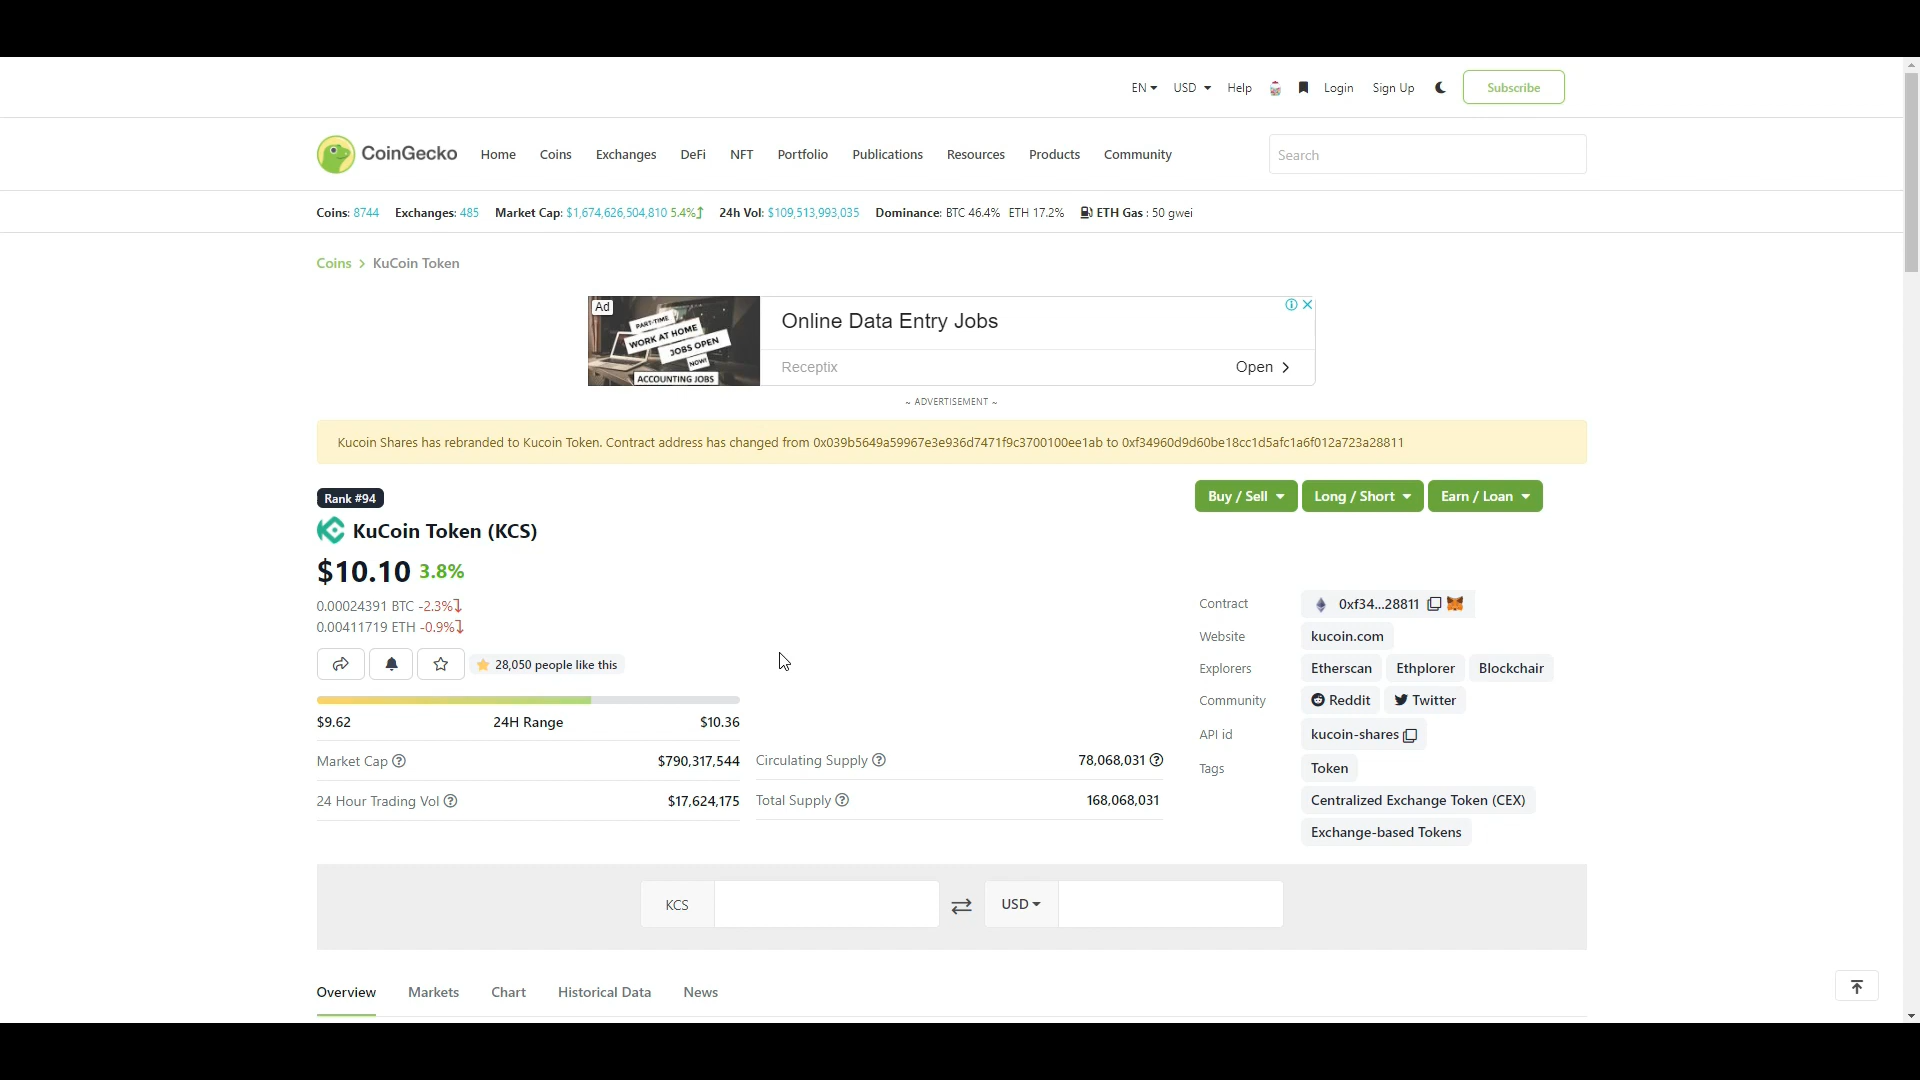 EN USD Help Login Sign Up Subscribe
CoinGecko Home Coins Exchanges DeFi NFT Portfolio Publications Resources Products Community Search
Coins: 8744 Exchanges: 485 Market Cap: $1,674,626,504,810 5.4% 24h Vol: $109,513,993,035 Dominance: BTC 46.4% ETH 17.2% ETH Gas : 50 gwei
Coins > KuCoin Token
Ad
PART-TIME
WORK AT HOME
JOBS OPEN
NOW!
ACCOUNTING JOBS
Online Data Entry Jobs
Receptix Open
~ ADVERTISEMENT ~
Kucoin Shares has rebranded to Kucoin Token. Contract address has changed from 0x039b5649a59967e3e936d7471f9c3700100ee1ab to 0xf34960d9d60be18cc1d5afc1a6f012a723a28811
Rank #94
KuCoin Token (KCS)
$10.10 3.8%
0.00024391 BTC -2.3%
0.00411719 ETH -0.9%
28,050 people like this
$9.62 24H Range $10.36
Market Cap $790,317,544
24 Hour Trading Vol $17,624,175
Circulating Supply 78,068,031
Total Supply 168,068,031
Buy / Sell Long / Short Earn / Loan
Contract 0xf34...28811
Website kucoin.com
Explorers Etherscan Ethplorer Blockchair
Community Reddit Twitter
API id kucoin-shares
Tags Token
Centralized Exchange Token (CEX)
Exchange-based Tokens
KCS USD
Overview Markets Chart Historical Data News